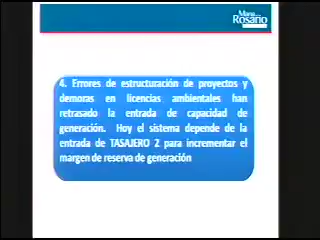 Rosario
4. Errores de estructuración de proyectos y
demoras en licencias ambientales han
retrasado la entrada de capacidad de
generación. Hoy el sistema depende de la
entrada de TASAJERO 2 para incrementar el
margen de reserva de generación